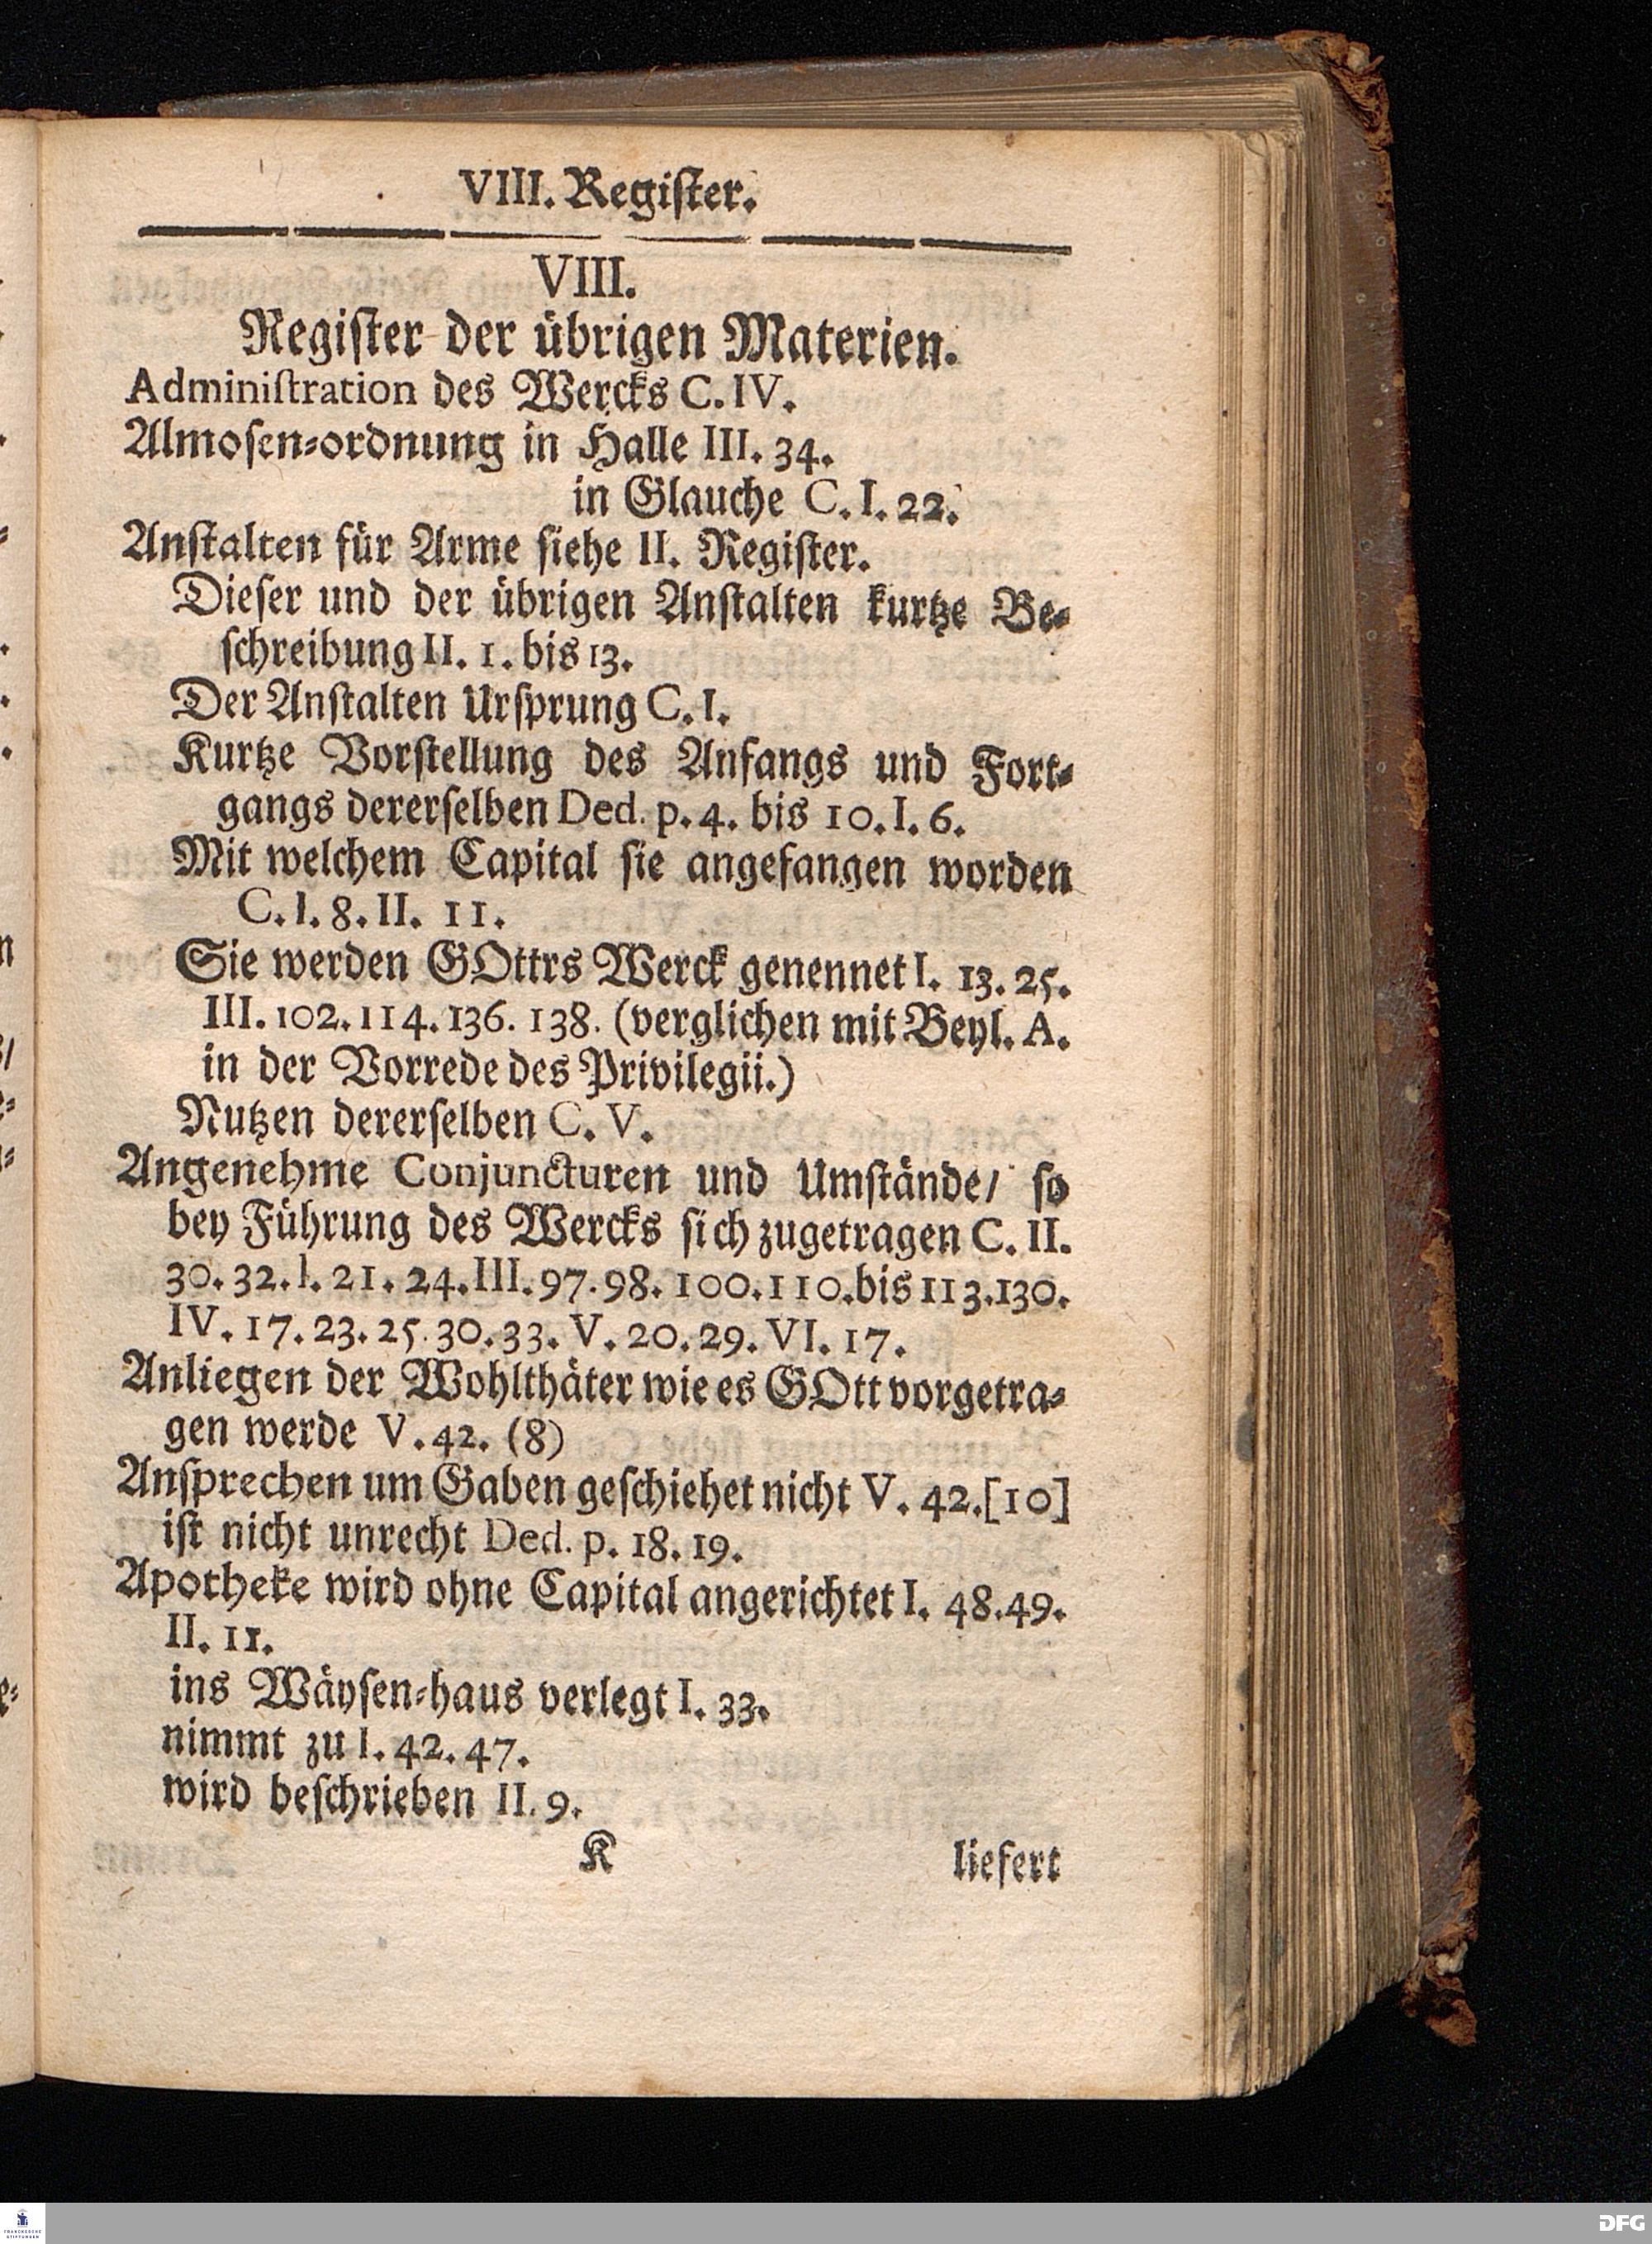 VIII. Regiſter.
VIII.
Regiſter der übrigen Materien.
Adminiſtration des Wercks C. IV.
Almoſen-ordnung in Halle III. 34.
in Glauche C. I. 22.
Anſtalten für Arme ſiehe II. Regiſter.
Dieſer und der übrigen Anſtalten kurtze Be-
ſchreibung II. 1. bis 13.
Der Anſtalten Urſprung C. I.
Kurtze Vorſtellung des Anfangs und Fort-
gangs dererſelben Ded. p. 4. bis 10. I. 6.
Mit welchem Capital ſie angefangen worden
C. I. 8. II. 11.
Sie werden GOttrs Werck genennet I. 13. 25.
III. 102. 114. 136. 138. (verglichen mit Beyl. A.
in der Vorrede des Privilegii.)
Nutzen dererſelben C. V.
Angenehme Conjuncturen und Umſtände/ ſo
bey Führung des Wercks ſich zugetragen C. II.
30. 32. I. 21. 24. III. 97. 98. 100. 110. bis 113. 130.
IV. 17. 23. 25. 30. 33. V. 20. 29. VI. 17.
Anliegen der Wohlthäter wie es GOtt vorgetra-
gen werde V. 42. (8)
Anſprechen um Gaben geſchiehet nicht V. 42. [10]
iſt nicht unrecht Ded. p. 18. 19.
Apotheke wird ohne Capital angerichtet I. 48. 49.
II. 11.
ins Wäyſen-haus verlegt I. 33.
nimmt zu I. 42. 47.
wird beſchrieben II. 9.
K liefert
FRANCKESCHE
STIFTUNGEN
DFG